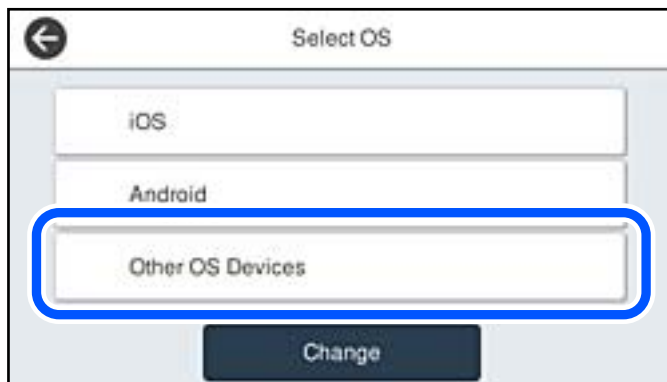 Select OS
iOS
Android
Other OS Devices
Change